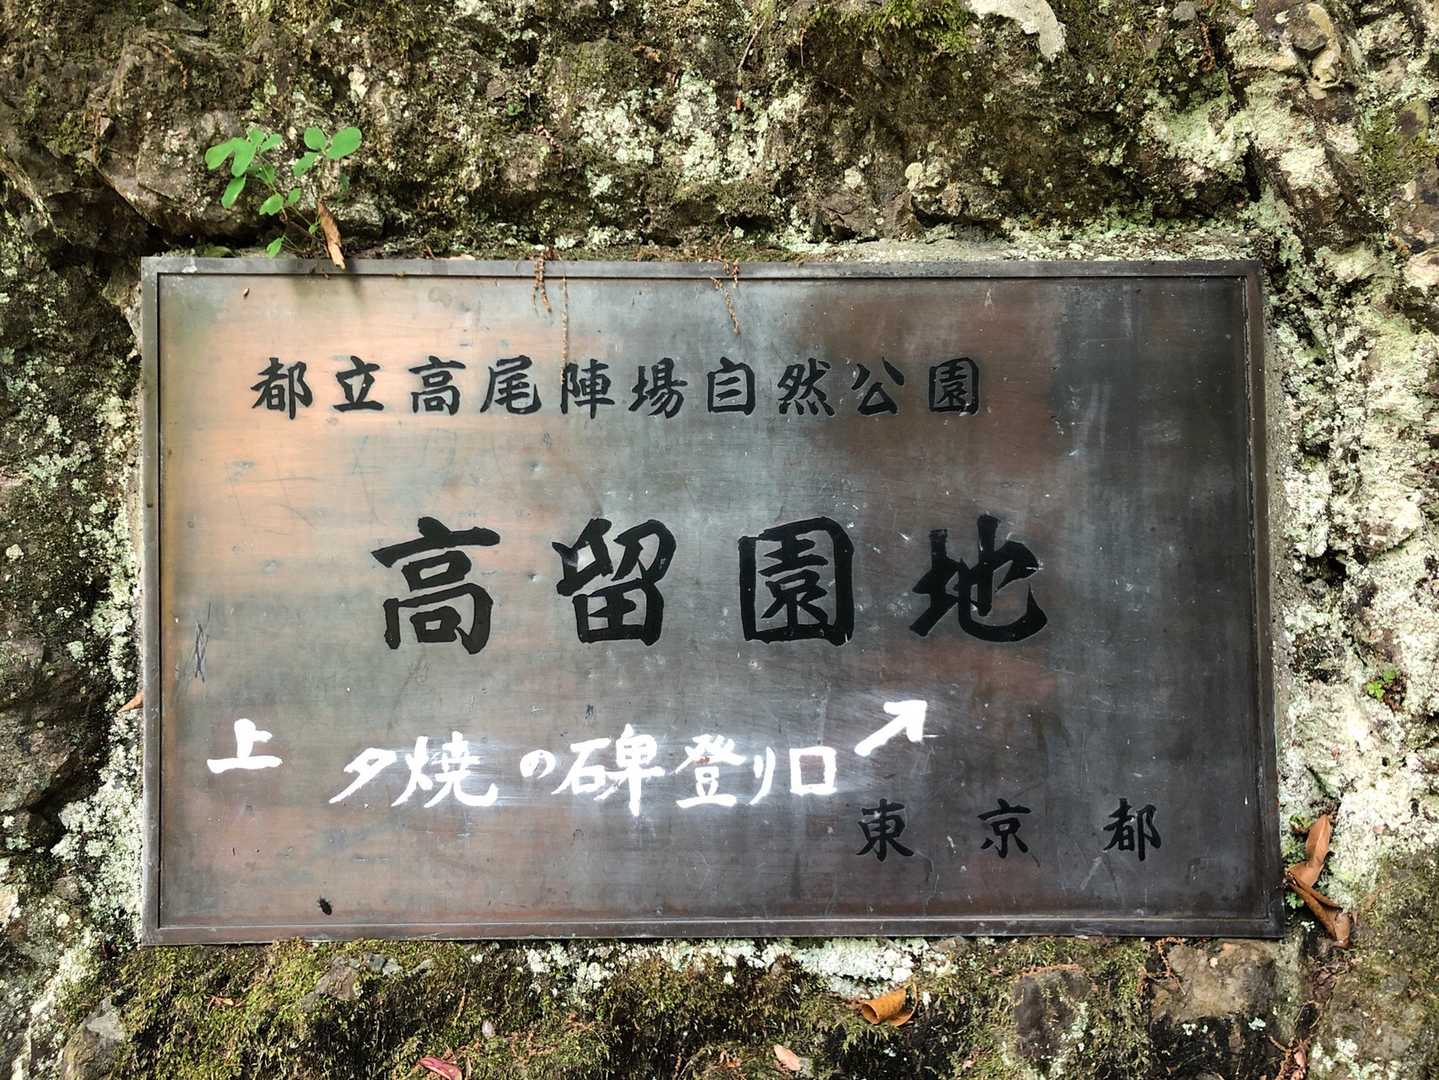 都立高尾陣場自然公園
高留園地
上 夕焼の碑登り口↗
東京都